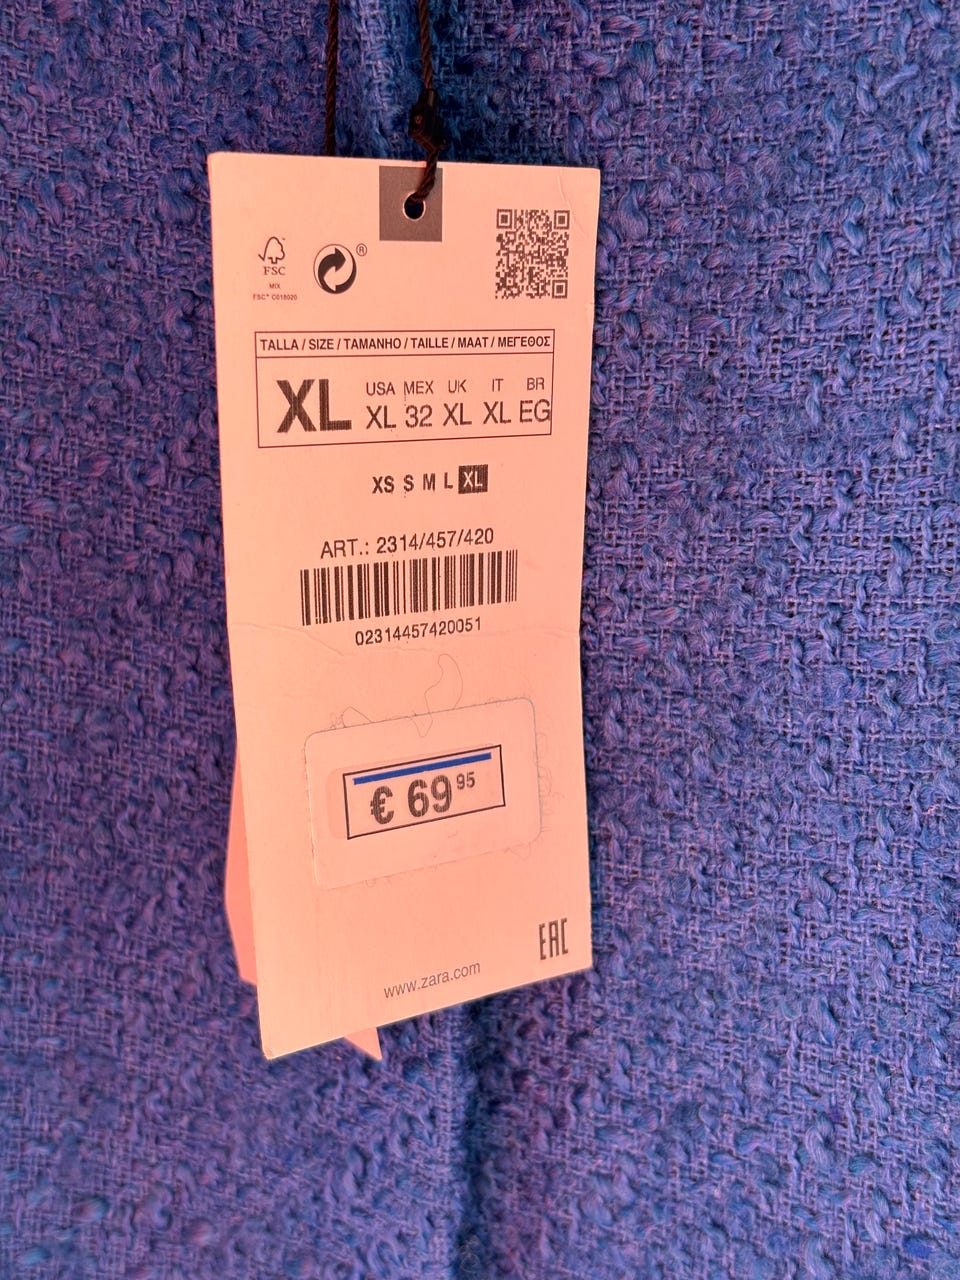 FSC
MIX
FSC® C018020
®
TALLA / SIZE / TAMANHO / TAILLE / MAAT / ΜΕΓΕΘΟΣ
USA MEX UK IT BR
XL XL 32 XL XL EG
XS S M L XL
ART.: 2314/457/420
02314457420051
€ 69 95
EAC
www.zara.com